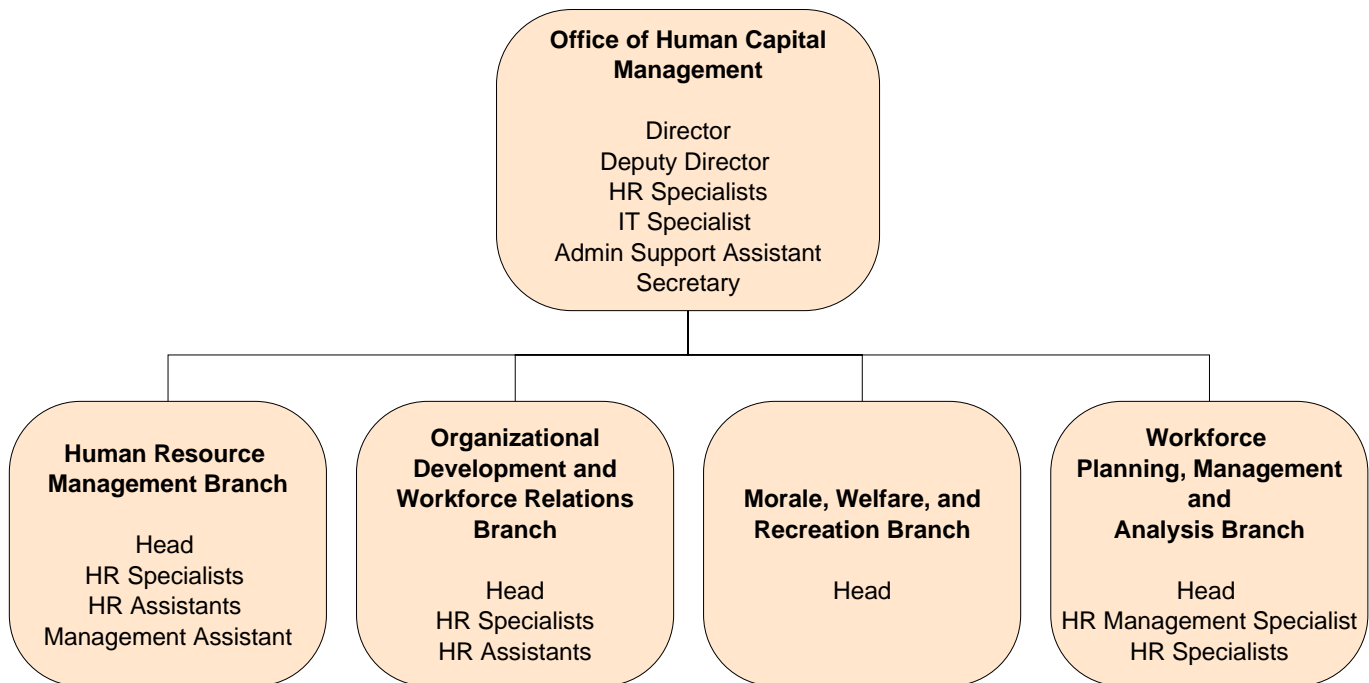 Office of Human Capital
Management
Director
Deputy Director
HR Specialists
IT Specialist
Admin Support Assistant
Secretary
Human Resource
Management Branch
Head
HR Specialists
HR Assistants
Management Assistant
Organizational
Development and
Workforce Relations
Branch
Head
HR Specialists
HR Assistants
Morale, Welfare, and
Recreation Branch
Head
Workforce
Planning, Management
and
Analysis Branch
Head
HR Management Specialist
HR Specialists